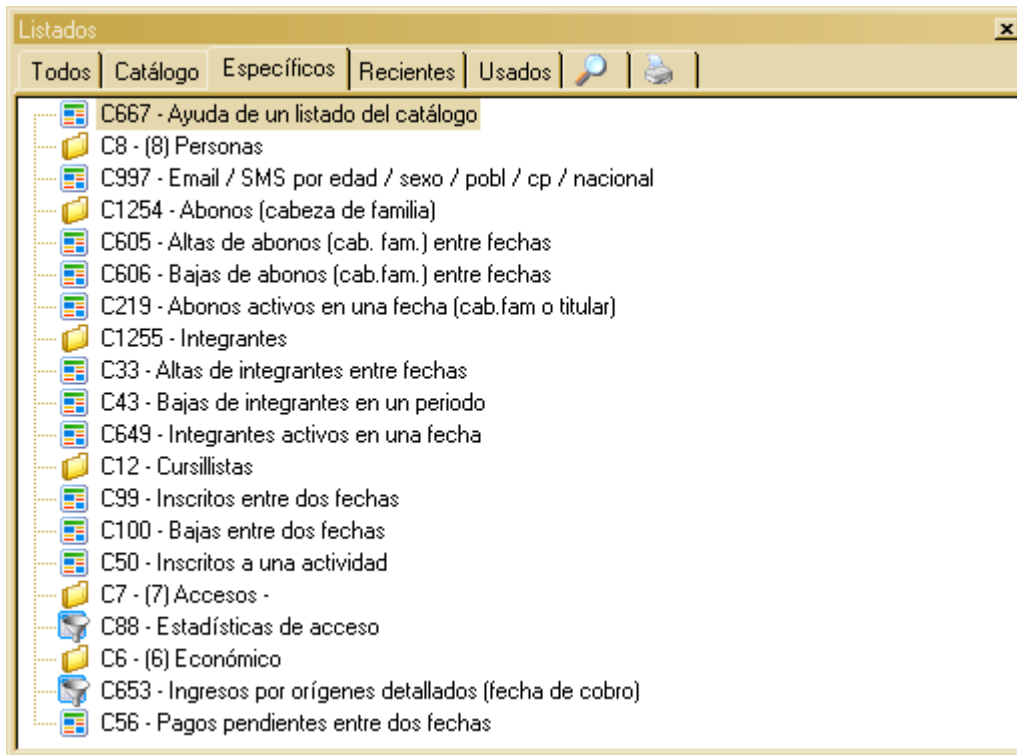 Listados
Todos Catálogo Específicos Recientes Usados
C667 - Ayuda de un listado del catálogo
C8 - (8) Personas
C997 - Email / SMS por edad / sexo / pobl / cp / nacional
C1254 - Abonos (cabeza de familia)
C605 - Altas de abonos (cab. fam.) entre fechas
C606 - Bajas de abonos (cab.fam.) entre fechas
C219 - Abonos activos en una fecha (cab.fam o titular)
C1255 - Integrantes
C33 - Altas de integrantes entre fechas
C43 - Bajas de integrantes en un periodo
C649 - Integrantes activos en una fecha
C12 - Cursillistas
C99 - Inscritos entre dos fechas
C100 - Bajas entre dos fechas
C50 - Inscritos a una actividad
C7 - (7) Accesos -
C88 - Estadísticas de acceso
C6 - (6) Económico
C653 - Ingresos por orígenes detallados (fecha de cobro)
C56 - Pagos pendientes entre dos fechas